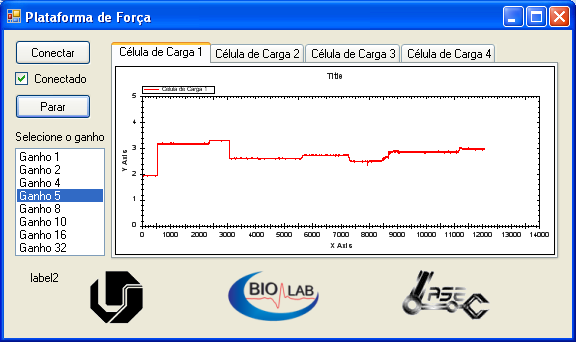 Plataforma de Força
Conectar
Conectado
Parar
Selecione o ganho
Ganho 1
Ganho 2
Ganho 4
Ganho 5
Ganho 8
Ganho 10
Ganho 16
Ganho 32
label2
Célula de Carga 1
Célula de Carga 2
Célula de Carga 3
Célula de Carga 4
Title
Célula de Carga 1
Y Axis
5
4
3
2
1
0
0 1000 2000 3000 4000 5000 6000 7000 8000 9000 10000 11000 12000 13000 14000
X Axis
BIO LAB